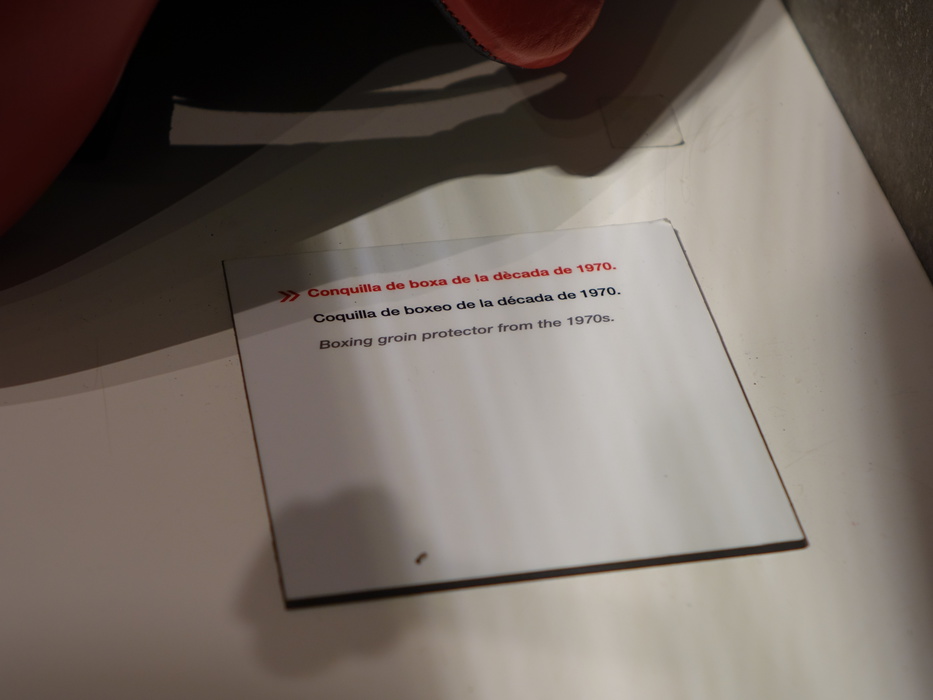 » Conquilla de boxa de la dècada de 1970.
Coquilla de boxeo de la década de 1970.
Boxing groin protector from the 1970s.